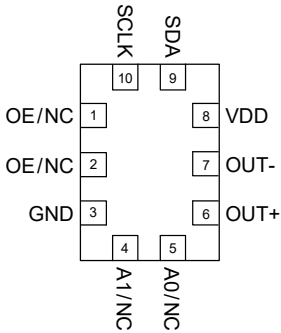 SCLK
SDA
10
9
OE/NC
1
8
VDD
OE/NC
2
7
OUT-
GND
3
6
OUT+
4
5
A1/NC
A0/NC